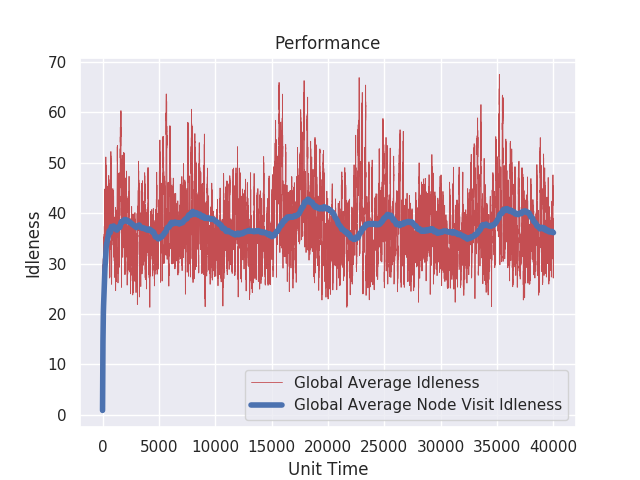 Performance
70
60
50
40
30
20
10
0
Idleness
Global Average Idleness
Global Average Node Visit Idleness
0 5000 10000 15000 20000 25000 30000 35000 40000
Unit Time